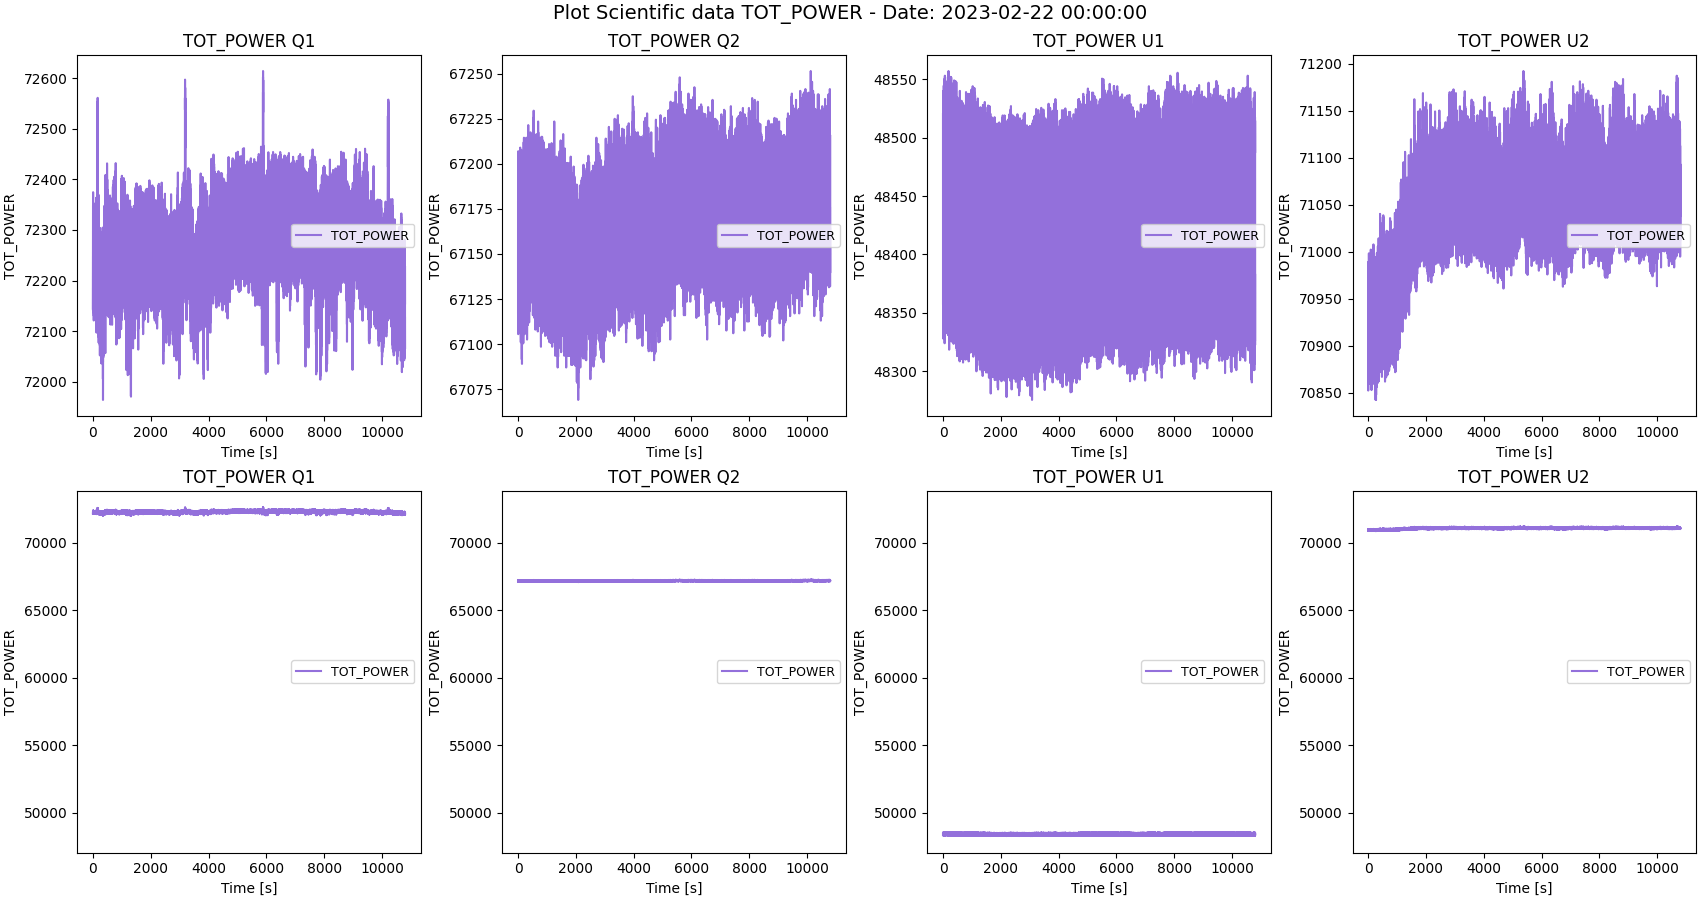 Plot Scientific data TOT_POWER - Date: 2023-02-22 00:00:00
TOT_POWER Q1
TOT_POWER
72600
72500
72400
72300
72200
72100
72000
TOT_POWER
0 2000 4000 6000 8000 10000
Time [s]
TOT_POWER Q2
TOT_POWER
67250
67225
67200
67175
67150
67125
67100
67075
TOT_POWER
0 2000 4000 6000 8000 10000
Time [s]
TOT_POWER U1
TOT_POWER
48550
48500
48450
48400
48350
48300
TOT_POWER
0 2000 4000 6000 8000 10000
Time [s]
TOT_POWER U2
TOT_POWER
71200
71150
71100
71050
71000
70950
70900
70850
TOT_POWER
0 2000 4000 6000 8000 10000
Time [s]
TOT_POWER Q1
TOT_POWER
70000
65000
60000
55000
50000
TOT_POWER
0 2000 4000 6000 8000 10000
Time [s]
TOT_POWER Q2
TOT_POWER
70000
65000
60000
55000
50000
TOT_POWER
0 2000 4000 6000 8000 10000
Time [s]
TOT_POWER U1
TOT_POWER
70000
65000
60000
55000
50000
TOT_POWER
0 2000 4000 6000 8000 10000
Time [s]
TOT_POWER U2
TOT_POWER
70000
65000
60000
55000
50000
TOT_POWER
0 2000 4000 6000 8000 10000
Time [s]